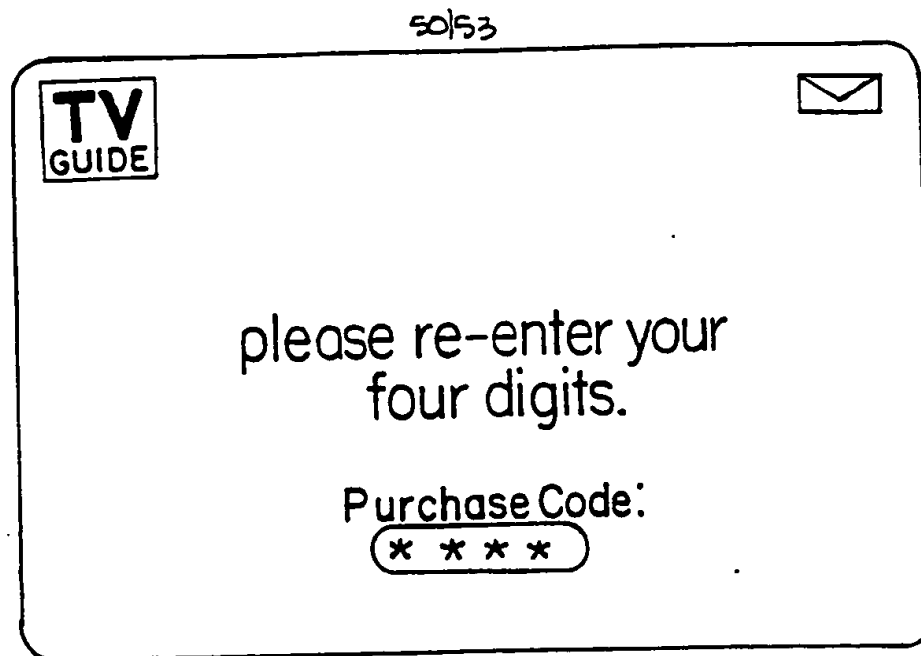 50/53
TV
GUIDE
please re-enter your
four digits.
Purchase Code:
* * * *